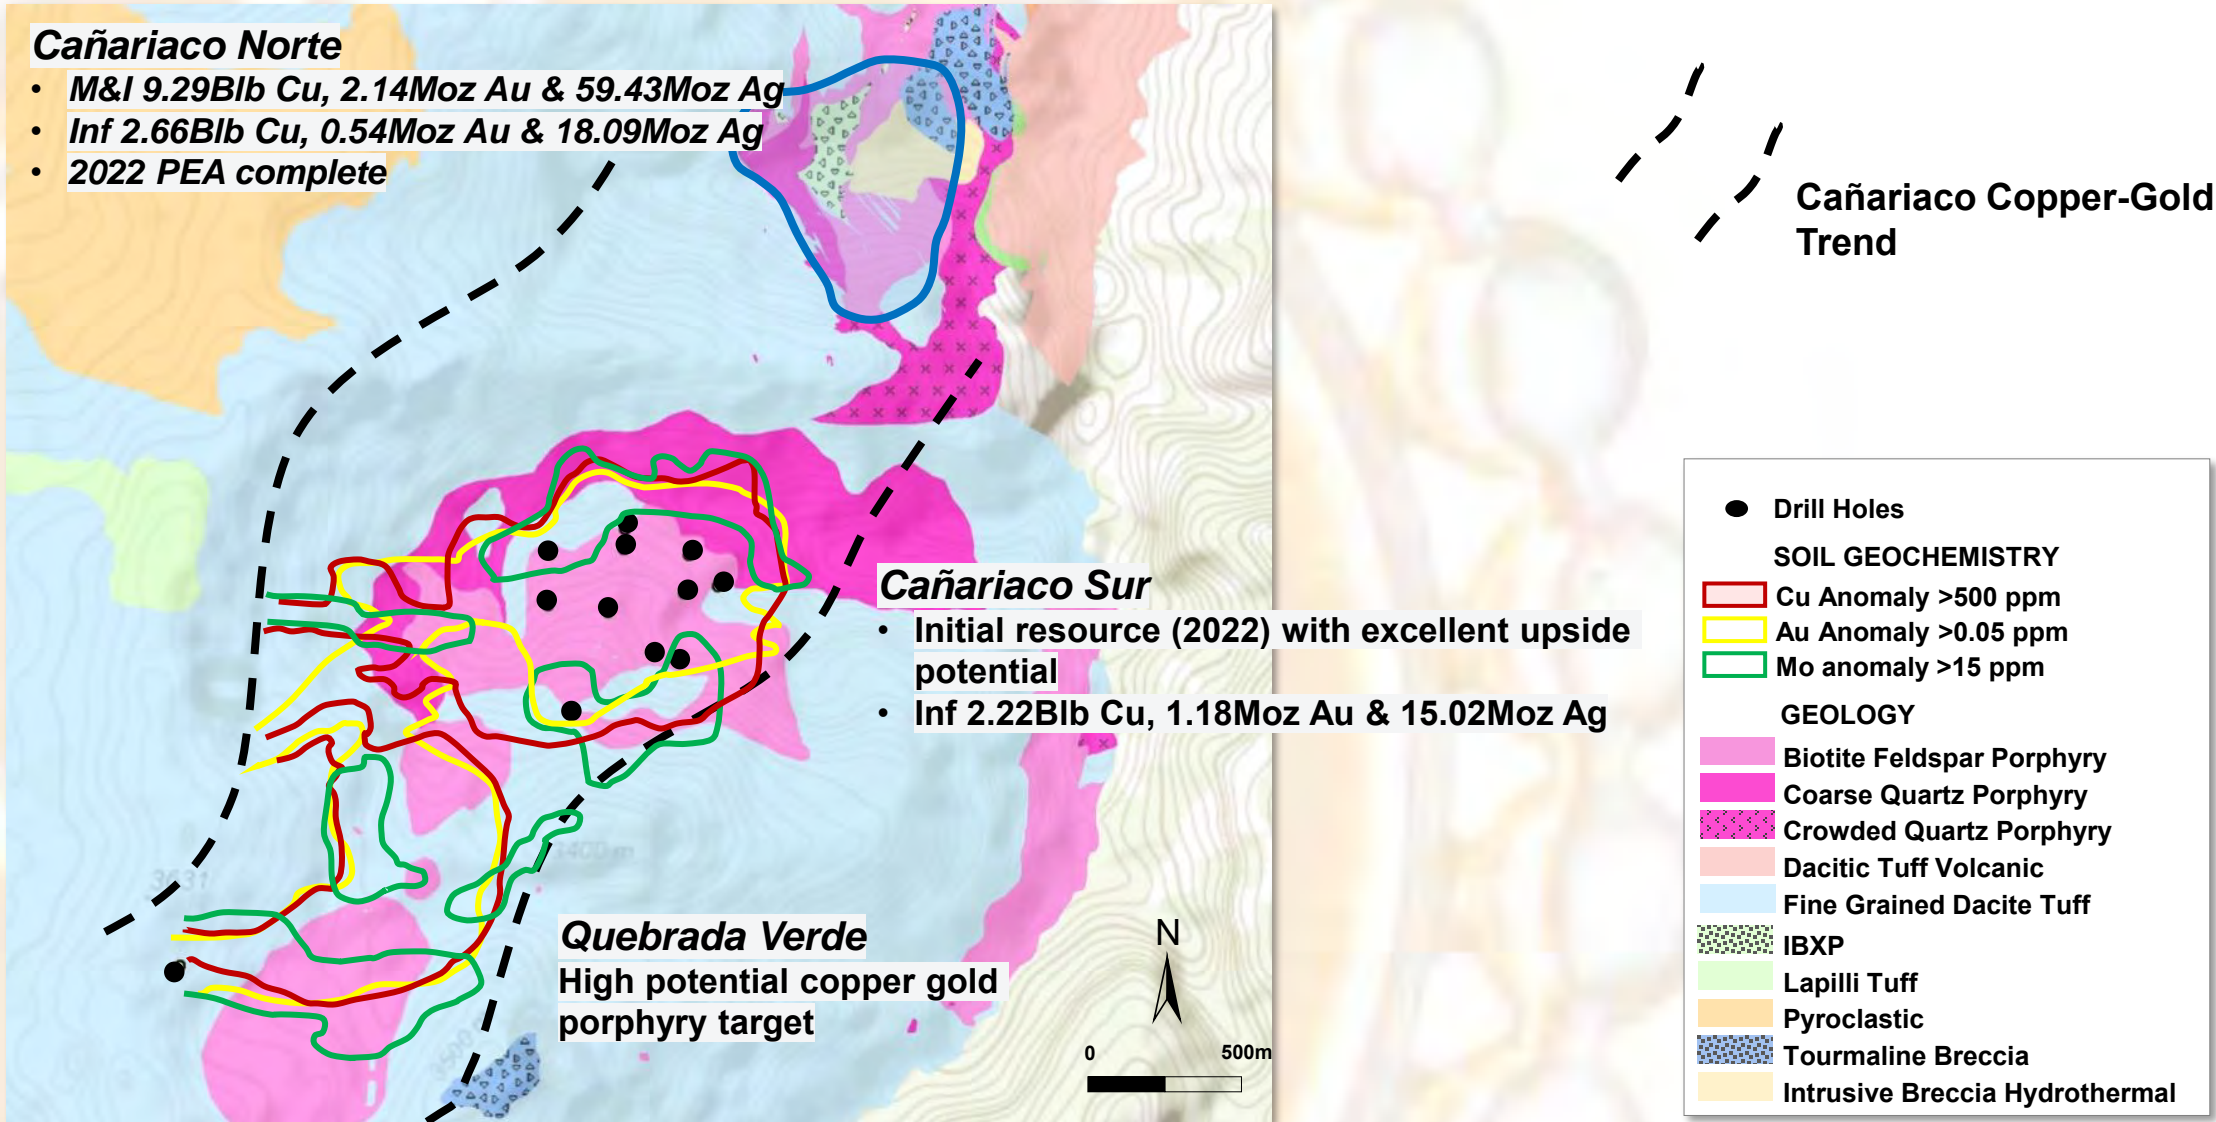 Cañariaco Norte
• M&I 9.29Blb Cu, 2.14Moz Au & 59.43Moz Ag
• Inf 2.66Blb Cu, 0.54Moz Au & 18.09Moz Ag
• 2022 PEA complete
Cañariaco Copper-Gold
Trend
Cañariaco Sur
• Initial resource (2022) with excellent upside
potential
• Inf 2.22Blb Cu, 1.18Moz Au & 15.02Moz Ag
Quebrada Verde
High potential copper gold
porphyry target
N
0 500m
Drill Holes
SOIL GEOCHEMISTRY
Cu Anomaly >500 ppm
Au Anomaly >0.05 ppm
Mo anomaly >15 ppm
GEOLOGY
Biotite Feldspar Porphyry
Coarse Quartz Porphyry
Crowded Quartz Porphyry
Dacitic Tuff Volcanic
Fine Grained Dacite Tuff
IBXP
Lapilli Tuff
Pyroclastic
Tourmaline Breccia
Intrusive Breccia Hydrothermal